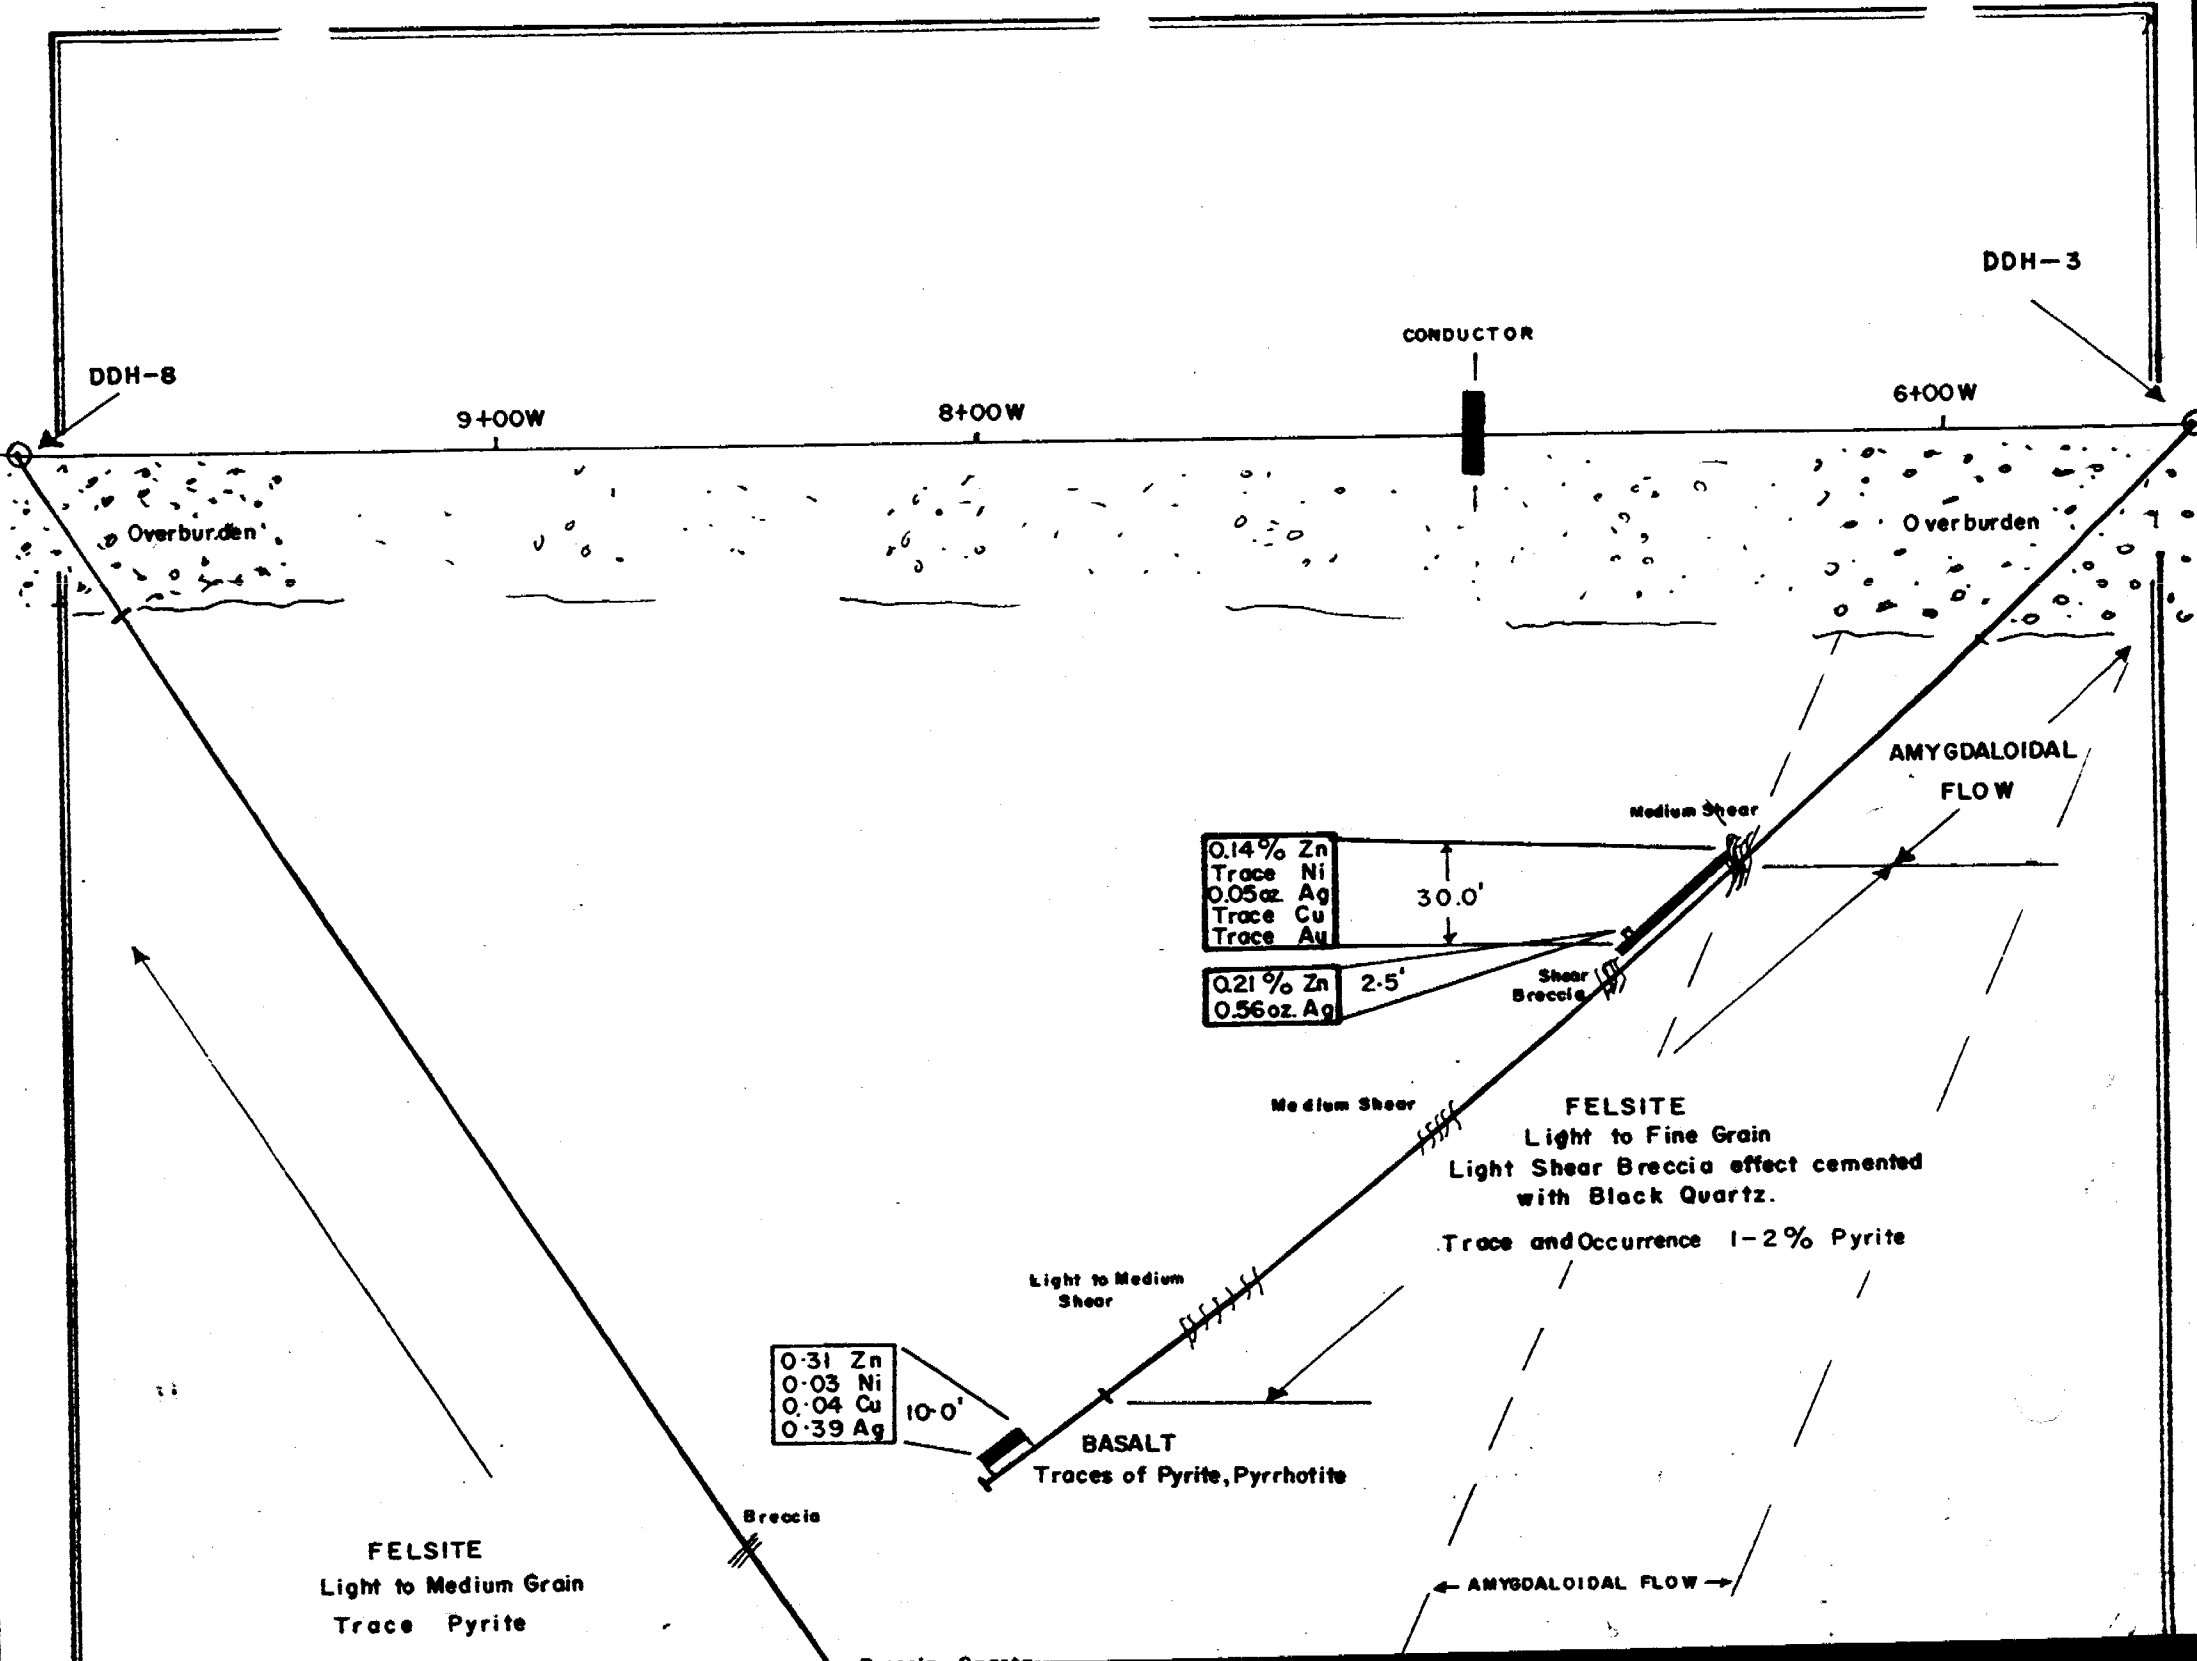 DDH-3
CONDUCTOR
DDH-8
9+00W
8+00W
6+00W
Overburden
Overburden
AMYGDALOIDAL
FLOW
Medium Shear
0.14% Zn
Trace Ni
0.05oz. Ag
Trace Cu
Trace Au
30.0'
0.21% Zn
0.56oz. Ag
2.5'
Shear
Breccia
Medium Shear
FELSITE
Light to Fine Grain
Light Shear Breccia effect cemented
with Black Quartz.
Trace and Occurrence 1-2% Pyrite
Light to Medium
Shear
0.31 Zn
0.03 Ni
0.04 Cu
0.39 Ag
10.0'
BASALT
Traces of Pyrite, Pyrrhotite
Breccia
FELSITE
Light to Medium Grain
Trace Pyrite
AMYGDALOIDAL FLOW